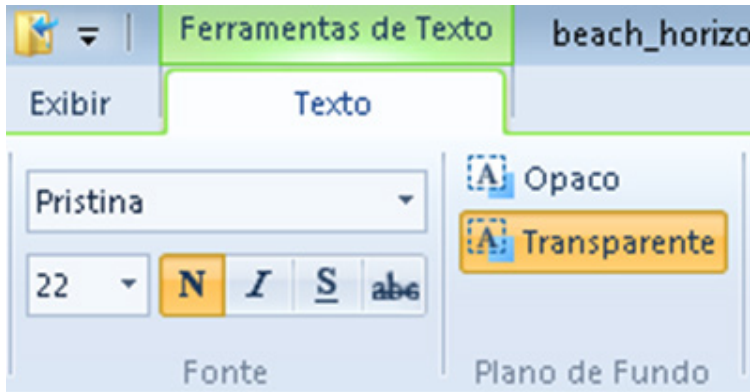 Ferramentas de Texto beach_horizo
Exibir Texto
Pristina
Opaco
Transparente
22 N I S abc
Fonte Plano de Fundo